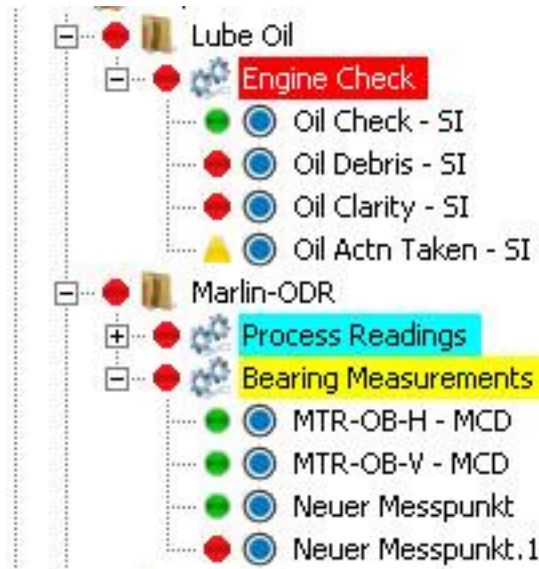 Lube Oil
Engine Check
Oil Check - SI
Oil Debris - SI
Oil Clarity - SI
Oil Actn Taken - SI
Marlin-ODR
Process Readings
Bearing Measurements
MTR-OB-H - MCD
MTR-OB-V - MCD
Neuer Messpunkt
Neuer Messpunkt.1